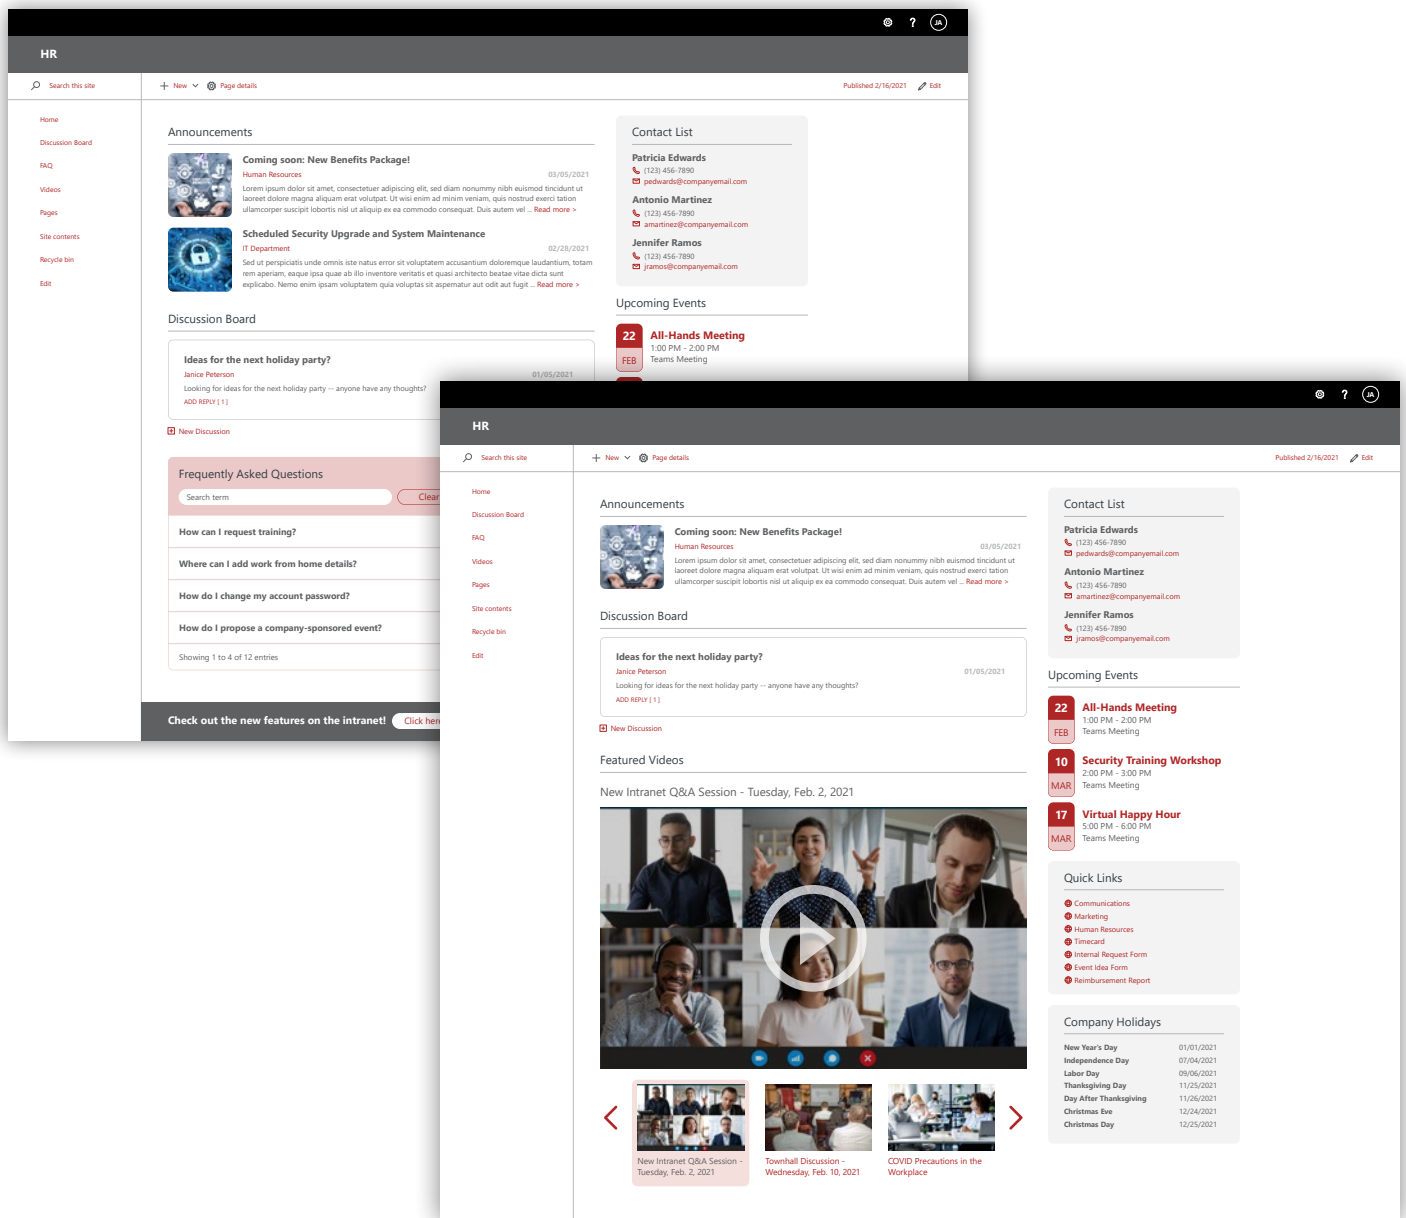 JA
HR
Search this site
New
Page details
Published 2/16/2021
Edit
Home
Discussion Board
FAQ
Videos
Pages
Site contents
Recycle bin
Edit
Announcements
Coming soon: New Benefits Package!
Human Resources 03/05/2021
Lorem ipsum dolor sit amet, consectetuer adipiscing elit, sed diam nonummy nibh euismod tincidunt ut
laoreet dolore magna aliquam erat volutpat. Ut wisi enim ad minim veniam, quis nostrud exerci tation
ullamcorper suscipit lobortis nisl ut aliquip ex ea commodo consequat. Duis autem vel ... Read more >
Scheduled Security Upgrade and System Maintenance
IT Department 02/28/2021
Sed ut perspiciatis unde omnis iste natus error sit voluptatem accusantium doloremque laudantium, totam
rem aperiam, eaque ipsa quae ab illo inventore veritatis et quasi architecto beatae vitae dicta sunt
explicabo. Nemo enim ipsam voluptatem quia voluptas sit aspernatur aut odit aut fugit ... Read more >
Discussion Board
Ideas for the next holiday party?
Janice Peterson 01/05/2021
Looking for ideas for the next holiday party -- anyone have any thoughts?
ADD REPLY [ 1 ]
New Discussion
Frequently Asked Questions
Search term
Clear
How can I request training?
Where can I add work from home details?
How do I change my account password?
How do I propose a company-sponsored event?
Showing 1 to 4 of 12 entries
Check out the new features on the intranet! Click here
Contact List
Patricia Edwards
(123) 456-7890
pedwards@companyemail.com
Antonio Martinez
(123) 456-7890
amartinez@companyemail.com
Jennifer Ramos
(123) 456-7890
jramos@companyemail.com
Upcoming Events
22 FEB
All-Hands Meeting
1:00 PM - 2:00 PM
Teams Meeting
JA
HR
Search this site
New
Page details
Published 2/16/2021
Edit
Home
Discussion Board
FAQ
Videos
Pages
Site contents
Recycle bin
Edit
Announcements
Coming soon: New Benefits Package!
Human Resources 03/05/2021
Lorem ipsum dolor sit amet, consectetuer adipiscing elit, sed diam nonummy nibh euismod tincidunt ut
laoreet dolore magna aliquam erat volutpat. Ut wisi enim ad minim veniam, quis nostrud exerci tation
ullamcorper suscipit lobortis nisl ut aliquip ex ea commodo consequat. Duis autem vel ... Read more >
Discussion Board
Ideas for the next holiday party?
Janice Peterson 01/05/2021
Looking for ideas for the next holiday party -- anyone have any thoughts?
ADD REPLY [ 1 ]
New Discussion
Featured Videos
New Intranet Q&A Session - Tuesday, Feb. 2, 2021
New Intranet Q&A Session -
Tuesday, Feb. 2, 2021
Townhall Discussion -
Wednesday, Feb. 10, 2021
COVID Precautions in the
Workplace
Contact List
Patricia Edwards
(123) 456-7890
pedwards@companyemail.com
Antonio Martinez
(123) 456-7890
amartinez@companyemail.com
Jennifer Ramos
(123) 456-7890
jramos@companyemail.com
Upcoming Events
22 FEB
All-Hands Meeting
1:00 PM - 2:00 PM
Teams Meeting
10 MAR
Security Training Workshop
2:00 PM - 3:00 PM
Teams Meeting
17 MAR
Virtual Happy Hour
5:00 PM - 6:00 PM
Teams Meeting
Quick Links
Communications
Marketing
Human Resources
Timecard
Internal Request Form
Event Idea Form
Reimbursement Report
Company Holidays
New Year's Day 01/01/2021
Independence Day 07/04/2021
Labor Day 09/06/2021
Thanksgiving Day 11/25/2021
Day After Thanksgiving 11/26/2021
Christmas Eve 12/24/2021
Christmas Day 12/25/2021